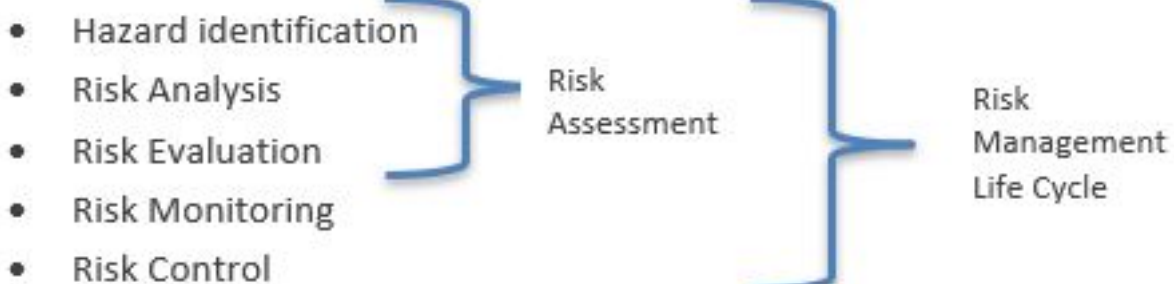 • Hazard identification
• Risk Analysis
• Risk Evaluation
• Risk Monitoring
• Risk Control
Risk
Assessment
Risk
Management
Life Cycle